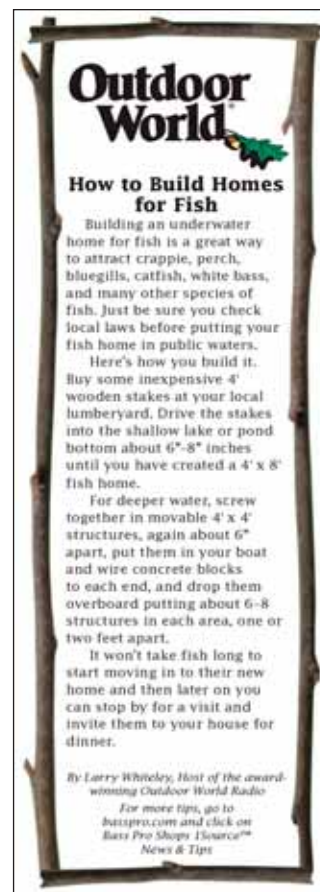 Outdoor
World®
How to Build Homes
for Fish
Building an underwater
home for fish is a great way
to attract crappie, perch,
bluegills, catfish, white bass,
and many other species of
fish. Just be sure you check
local laws before putting your
fish home in public waters.
Here's how you build it.
Buy some inexpensive 4'
wooden stakes at your local
lumberyard. Drive the stakes
into the shallow lake or pond
bottom about 6"-8" inches
until you have created a 4' x 8'
fish home.
For deeper water, screw
together in movable 4' x 4'
structures, again about 6"
apart, put them in your boat
and wire concrete blocks
to each end, and drop them
overboard putting about 6-8
structures in each area, one or
two feet apart.
It won't take fish long to
start moving in to their new
home and then later on you
can stop by for a visit and
invite them to your house for
dinner.
By Larry Whiteley, Host of the award-
winning Outdoor World Radio
For more tips, go to
basspro.com and click on
Bass Pro Shops 1Source℠
News & Tips